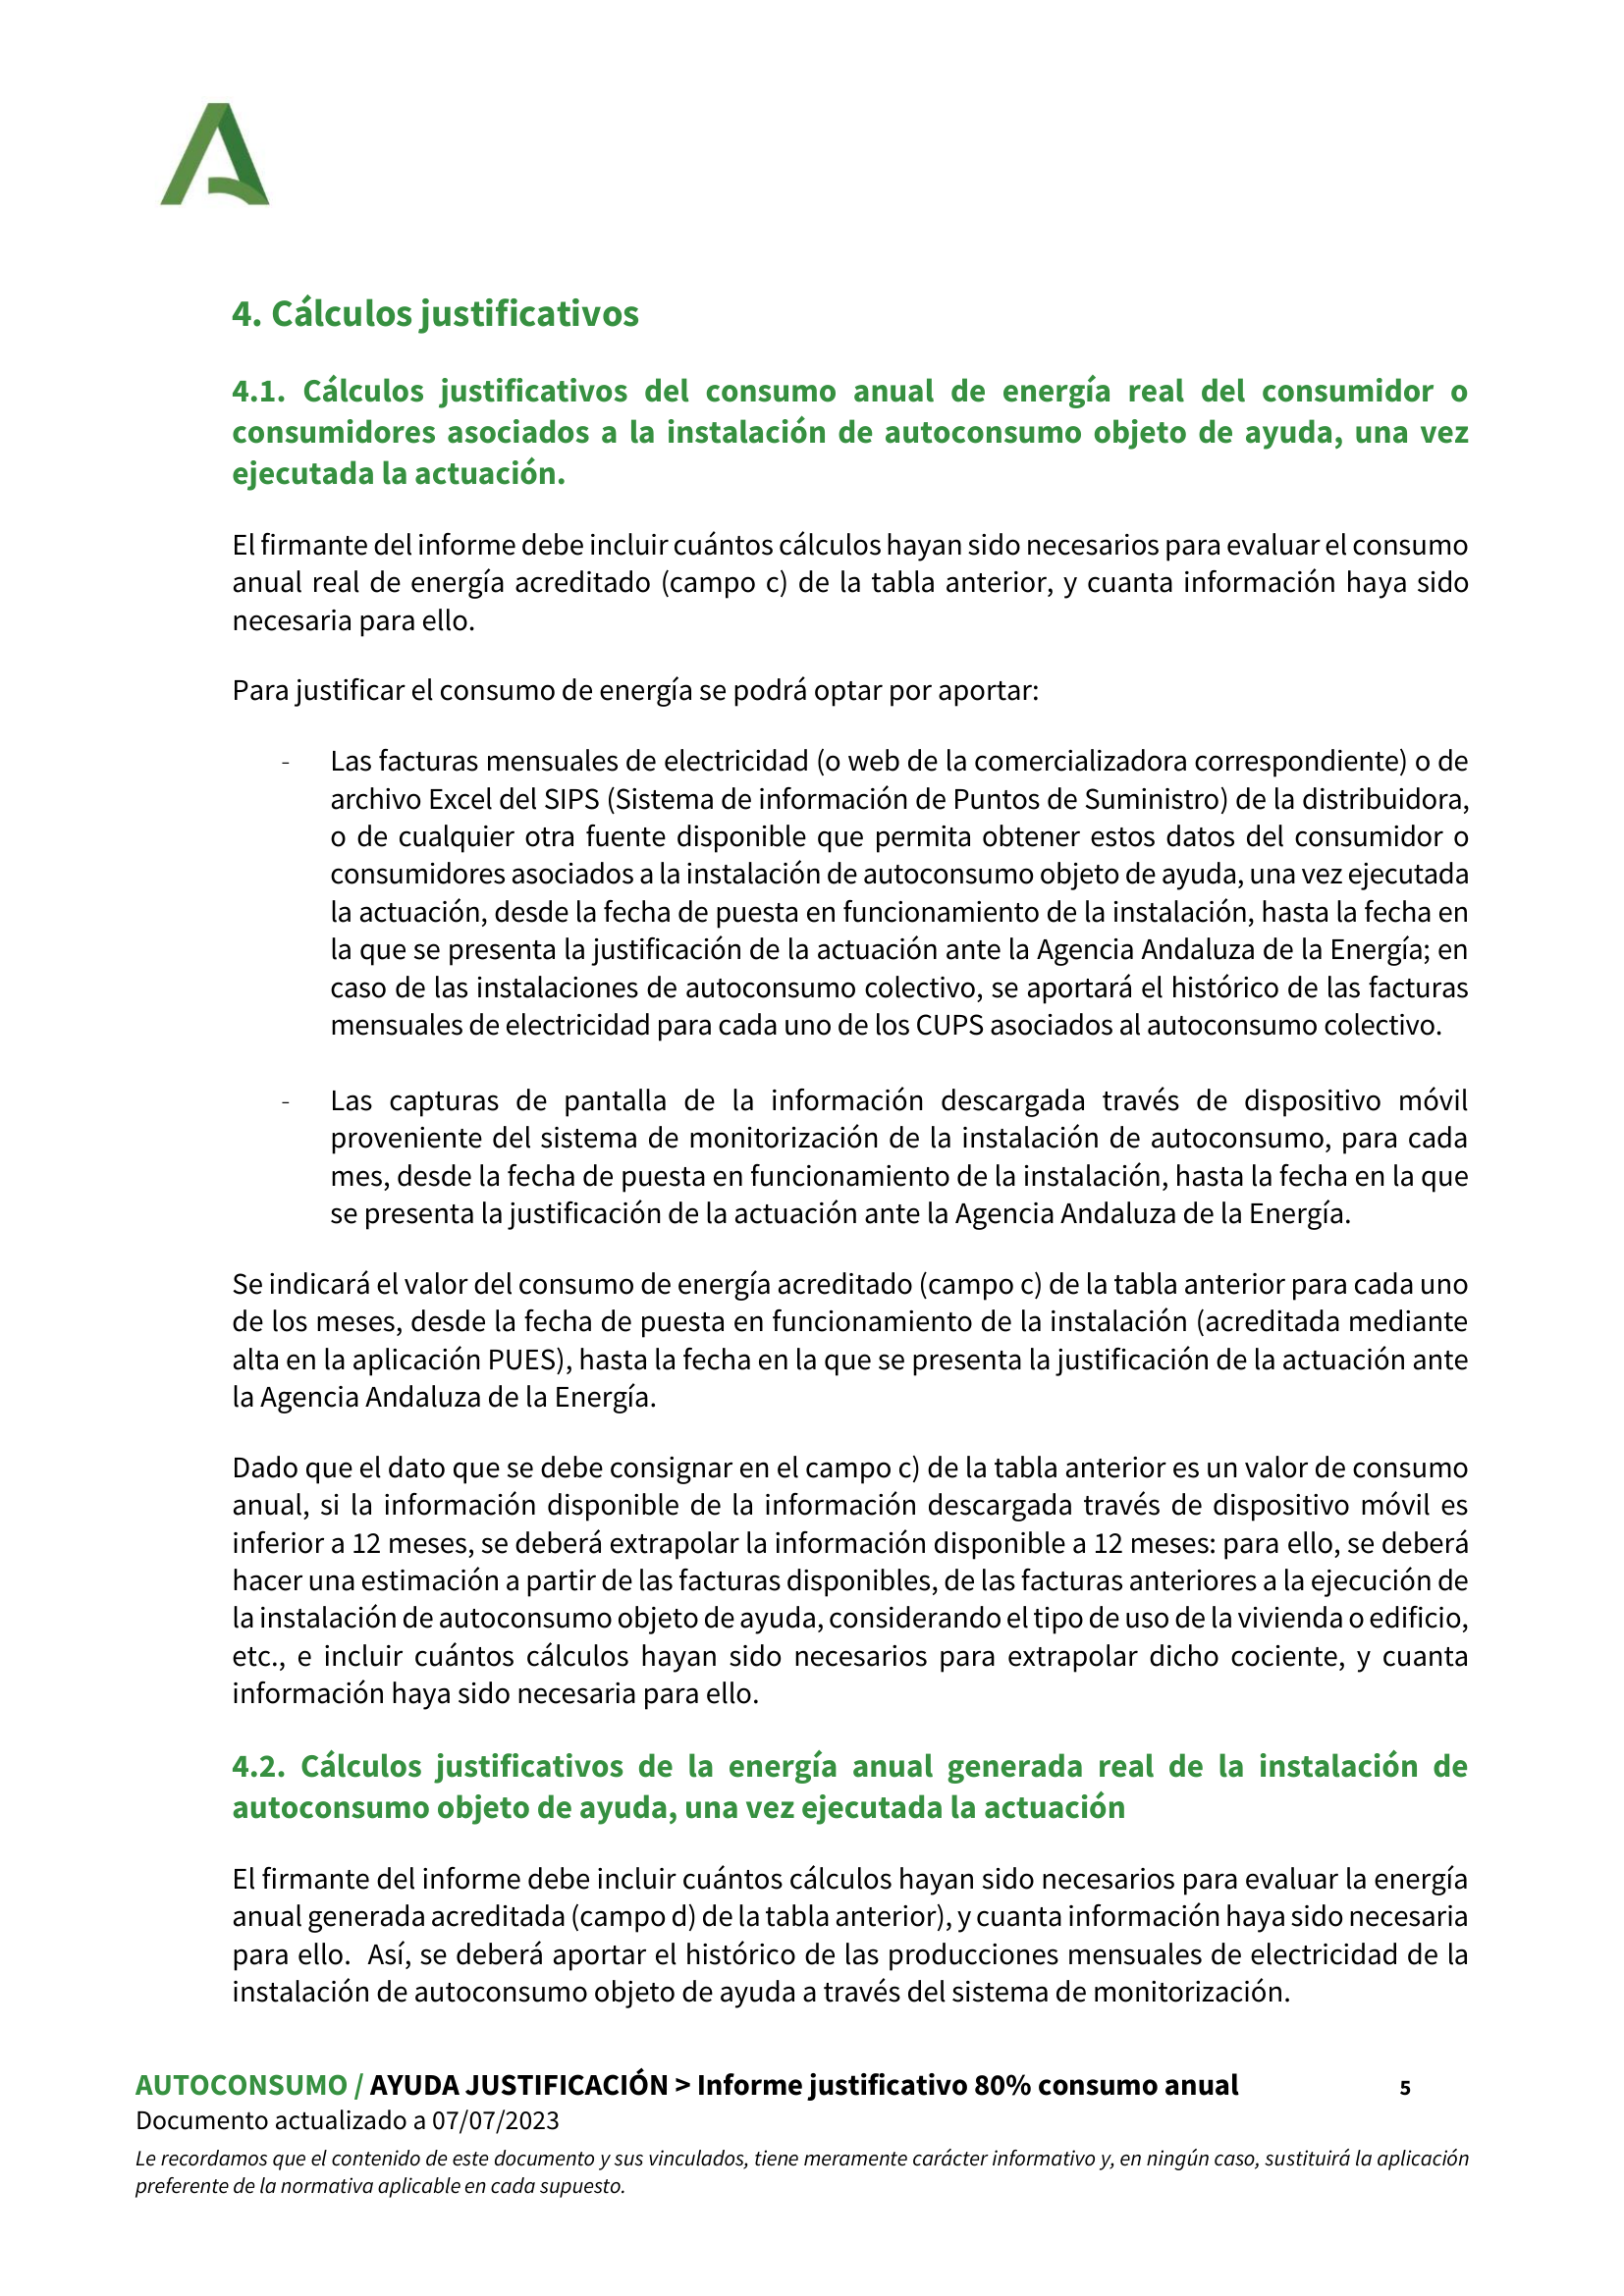 4. Cálculos justificativos
4.1. Cálculos justificativos del consumo anual de energía real del consumidor o
consumidores asociados a la instalación de autoconsumo objeto de ayuda, una vez
ejecutada la actuación.
El firmante del informe debe incluir cuántos cálculos hayan sido necesarios para evaluar el consumo
anual real de energía acreditado (campo c) de la tabla anterior, y cuanta información haya sido
necesaria para ello.
Para justificar el consumo de energía se podrá optar por aportar:
- Las facturas mensuales de electricidad (o web de la comercializadora correspondiente) o de
archivo Excel del SIPS (Sistema de información de Puntos de Suministro) de la distribuidora,
o de cualquier otra fuente disponible que permita obtener estos datos del consumidor o
consumidores asociados a la instalación de autoconsumo objeto de ayuda, una vez ejecutada
la actuación, desde la fecha de puesta en funcionamiento de la instalación, hasta la fecha en
la que se presenta la justificación de la actuación ante la Agencia Andaluza de la Energía; en
caso de las instalaciones de autoconsumo colectivo, se aportará el histórico de las facturas
mensuales de electricidad para cada uno de los CUPS asociados al autoconsumo colectivo.
- Las capturas de pantalla de la información descargada través de dispositivo móvil
proveniente del sistema de monitorización de la instalación de autoconsumo, para cada
mes, desde la fecha de puesta en funcionamiento de la instalación, hasta la fecha en la que
se presenta la justificación de la actuación ante la Agencia Andaluza de la Energía.
Se indicará el valor del consumo de energía acreditado (campo c) de la tabla anterior para cada uno
de los meses, desde la fecha de puesta en funcionamiento de la instalación (acreditada mediante
alta en la aplicación PUES), hasta la fecha en la que se presenta la justificación de la actuación ante
la Agencia Andaluza de la Energía.
Dado que el dato que se debe consignar en el campo c) de la tabla anterior es un valor de consumo
anual, si la información disponible de la información descargada través de dispositivo móvil es
inferior a 12 meses, se deberá extrapolar la información disponible a 12 meses: para ello, se deberá
hacer una estimación a partir de las facturas disponibles, de las facturas anteriores a la ejecución de
la instalación de autoconsumo objeto de ayuda, considerando el tipo de uso de la vivienda o edificio,
etc., e incluir cuántos cálculos hayan sido necesarios para extrapolar dicho cociente, y cuanta
información haya sido necesaria para ello.
4.2. Cálculos justificativos de la energía anual generada real de la instalación de
autoconsumo objeto de ayuda, una vez ejecutada la actuación
El firmante del informe debe incluir cuántos cálculos hayan sido necesarios para evaluar la energía
anual generada acreditada (campo d) de la tabla anterior), y cuanta información haya sido necesaria
para ello. Así, se deberá aportar el histórico de las producciones mensuales de electricidad de la
instalación de autoconsumo objeto de ayuda a través del sistema de monitorización.
AUTOCONSUMO / AYUDA JUSTIFICACIÓN > Informe justificativo 80% consumo anual 5
Documento actualizado a 07/07/2023
Le recordamos que el contenido de este documento y sus vinculados, tiene meramente carácter informativo y, en ningún caso, sustituirá la aplicación
preferente de la normativa aplicable en cada supuesto.